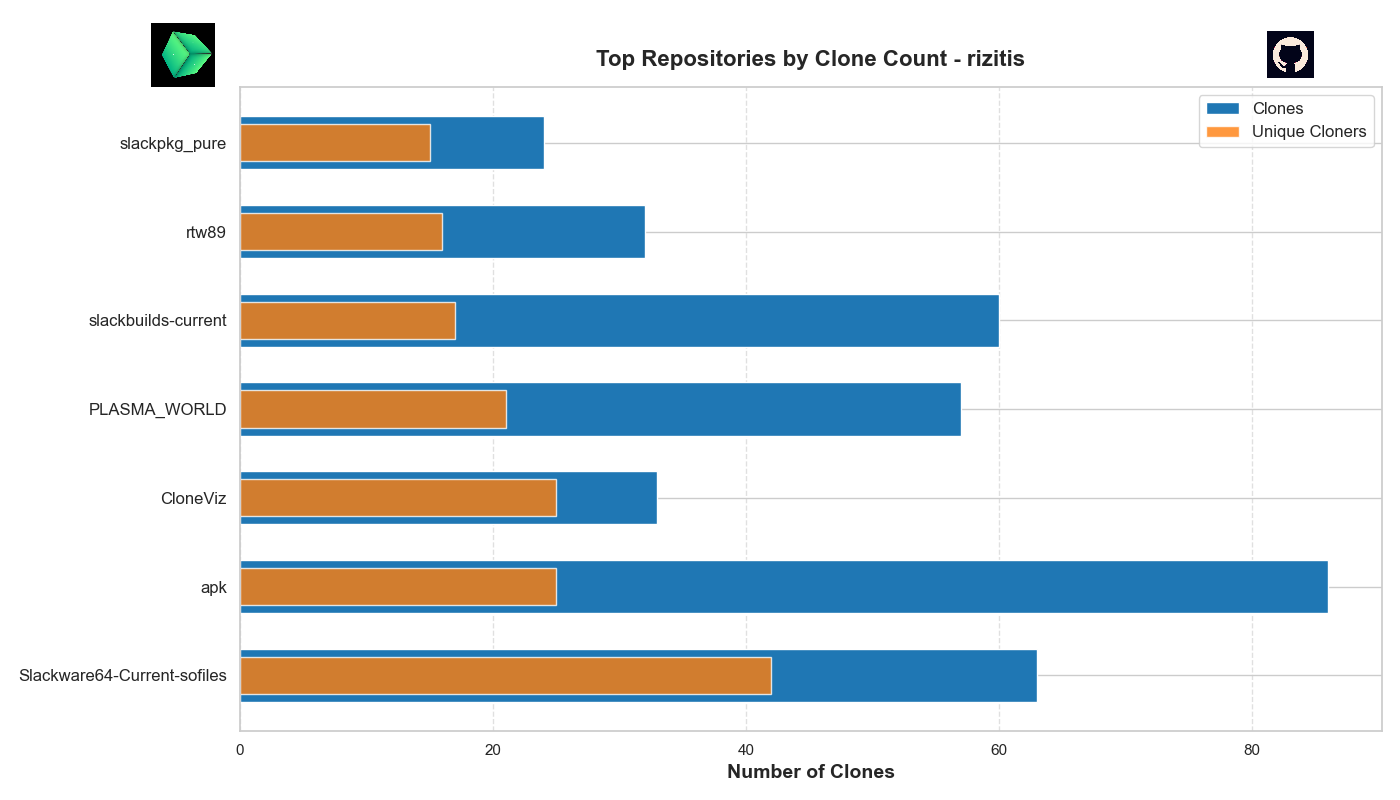 Top Repositories by Clone Count - rizitis
Clones
Unique Cloners
slackpkg_pure
rtw89
slackbuilds-current
PLASMA_WORLD
CloneViz
apk
Slackware64-Current-sofiles
0 20 40 60 80
Number of Clones